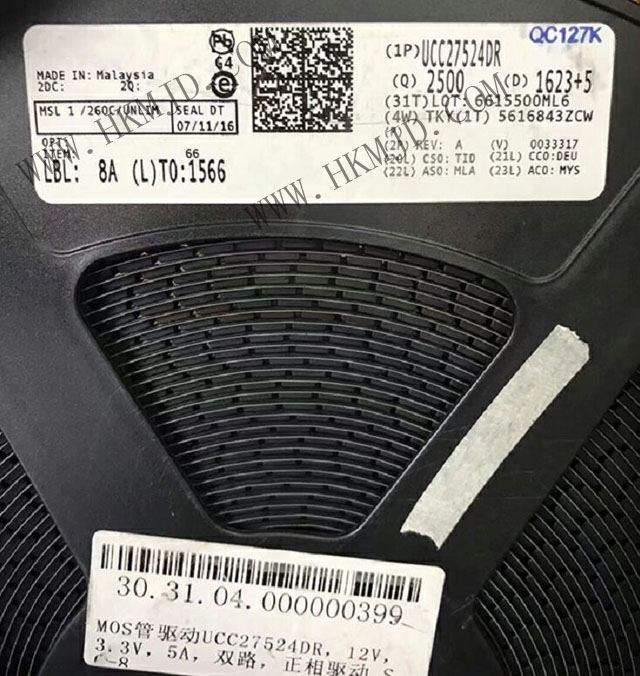 QC127K
G4
MADE IN: Malaysia
2DC: 2Q:
MSL 1 /260C/UNLIM SEAL DT
07/11/16
OPT:
ITEM:
66
LBL: 8A (L)TO:1566
(1P)UCC27524DR
(Q) 2500 (D) 1623+5
(31T)LOT:6615500ML6
(4W) TKY(1T) 5616843ZCW
(P)
(2P) REV: A (V) 0033317
(20L) CSO: TID (21L) CCO:DEU
(22L) ASO: MLA (23L) ACO: MYS
WWW.HKMJD.COM
WWW.HKMJD.COM
30.31.04.000000399
MOS管驱动UCC27524DR, 12V,
3.3V, 5A, 双路, 正相驱动 S